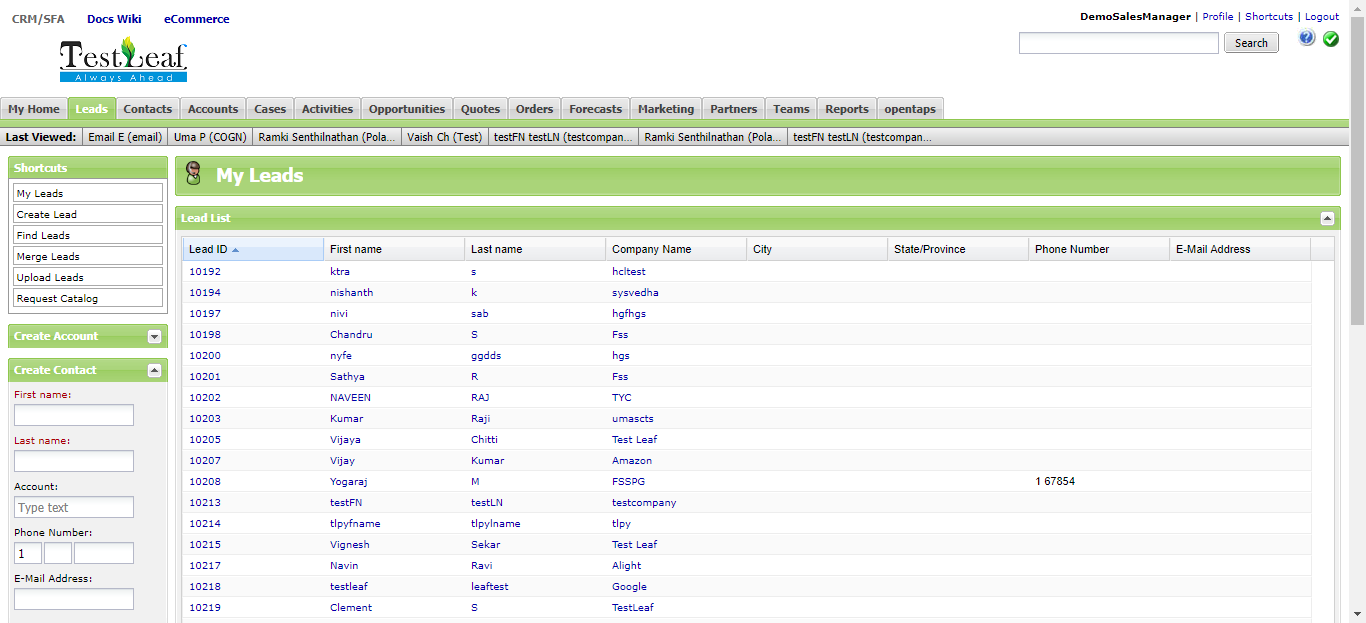 CRM/SFA Docs Wiki eCommerce
DemoSalesManager | Profile | Shortcuts | Logout
TestLeaf
Always Ahead
Search
My Home Leads Contacts Accounts Cases Activities Opportunities Quotes Orders Forecasts Marketing Partners Teams Reports opentaps
Last Viewed: Email E (email) Uma P (COGN) Ramki Senthilnathan (Pola... Vaish Ch (Test) testFN testLN (testcompan... Ramki Senthilnathan (Pola... testFN testLN (testcompan...
Shortcuts
My Leads
Create Lead
Find Leads
Merge Leads
Upload Leads
Request Catalog
Create Account
Create Contact
First name:
Last name:
Account:
Type text
Phone Number:
1
E-Mail Address:
My Leads
Lead List
Lead ID First name Last name Company Name City State/Province Phone Number E-Mail Address
10192 ktra s hcltest
10194 nishanth k sysvedha
10197 nivi sab hgfhgs
10198 Chandru S Fss
10200 nyfe ggdds hgs
10201 Sathya R Fss
10202 NAVEEN RAJ TYC
10203 Kumar Raji umascts
10205 Vijaya Chitti Test Leaf
10207 Vijay Kumar Amazon
10208 Yogaraj M FSSPG 1 67854
10213 testFN testLN testcompany
10214 tlpyfname tlpylname tlpy
10215 Vignesh Sekar Test Leaf
10217 Navin Ravi Alight
10218 testleaf leaftest Google
10219 Clement S TestLeaf